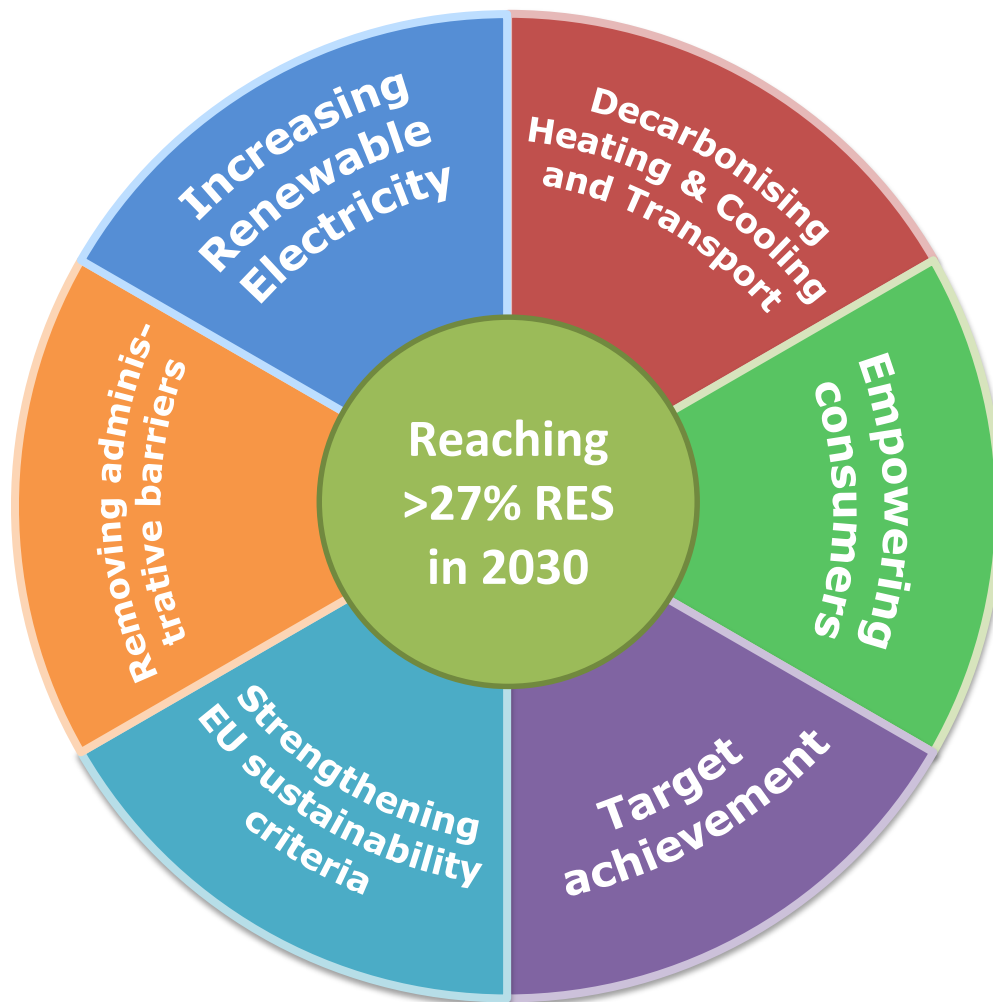 Increasing
Renewable
Electricity
Decarbonising
Heating & Cooling
and Transport
Empowering
consumers
Target
achievement
Strengthening
EU sustainability
criteria
Removing adminis-
trative barriers
Reaching
>27% RES
in 2030